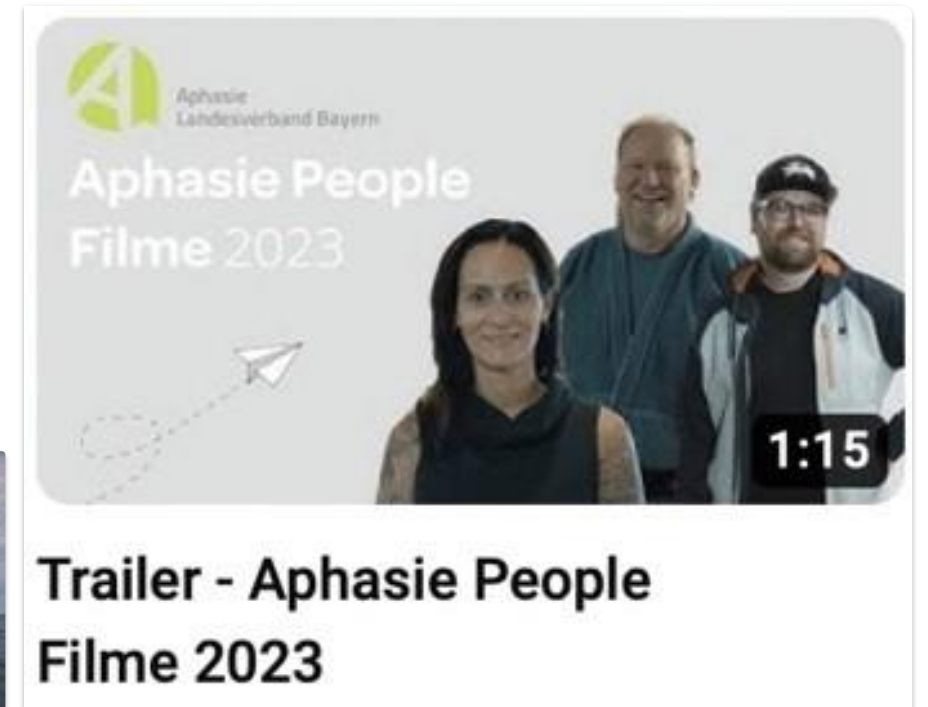 Aphasie
Landesverband Bayern
Aphasie People
Filme 2023
1:15
Trailer - Aphasie People
Filme 2023